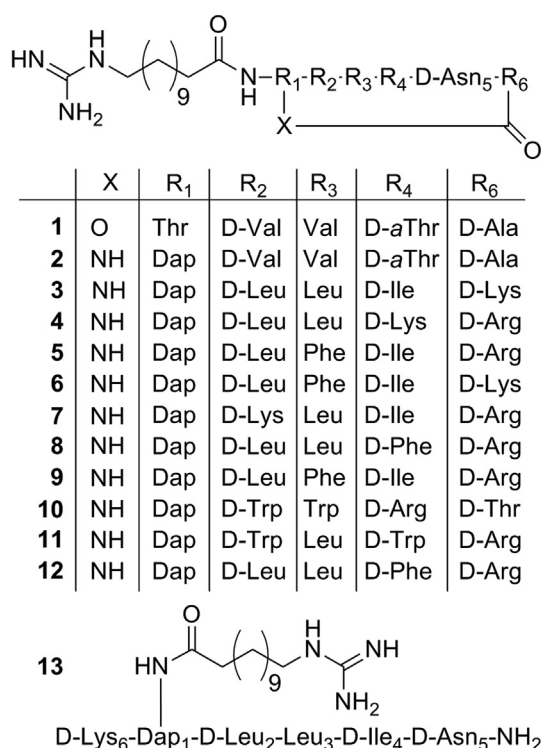 O
HN H N N H R1-R2-R3-R4-D-Asn5-R6
NH2 9 X O
X R1 R2 R3 R4 R6
1 O Thr D-Val Val D-aThr D-Ala
2 NH Dap D-Val Val D-aThr D-Ala
3 NH Dap D-Leu Leu D-Ile D-Lys
4 NH Dap D-Leu Leu D-Lys D-Arg
5 NH Dap D-Leu Phe D-Ile D-Arg
6 NH Dap D-Leu Phe D-Ile D-Lys
7 NH Dap D-Lys Leu D-Ile D-Arg
8 NH Dap D-Leu Leu D-Phe D-Arg
9 NH Dap D-Leu Phe D-Ile D-Arg
10 NH Dap D-Trp Trp D-Arg D-Thr
11 NH Dap D-Trp Leu D-Trp D-Arg
12 NH Dap D-Leu Leu D-Phe D-Arg
O
13 HN 9 H N NH
NH2
D-Lys6-Dap1-D-Leu2-Leu3-D-Ile4-D-Asn5-NH2